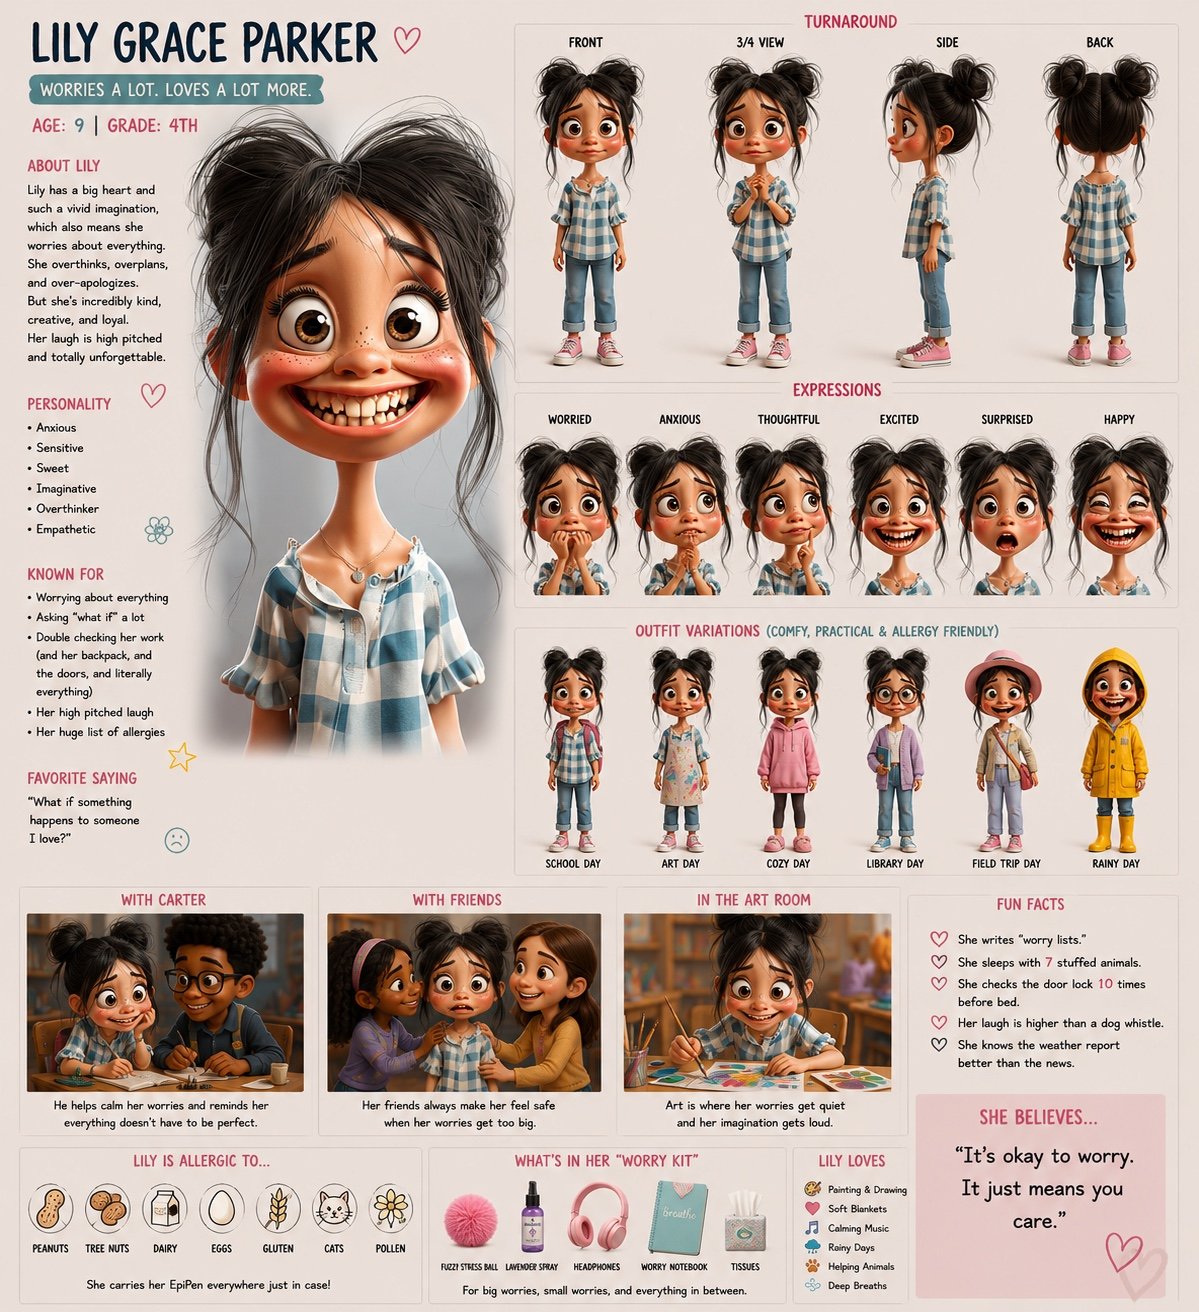 LILY GRACE PARKER
WORRIES A LOT. LOVES A LOT MORE.
AGE: 9 | GRADE: 4TH
ABOUT LILY
Lily has a big heart and
such a vivid imagination,
which also means she
worries about everything.
She overthinks, overplans,
and over-apologizes.
But she's incredibly kind,
creative, and loyal.
Her laugh is high pitched
and totally unforgettable.
PERSONALITY
• Anxious
• Sensitive
• Sweet
• Imaginative
• Overthinker
• Empathetic
KNOWN FOR
• Worrying about everything
• Asking "what if" a lot
• Double checking her work
(and her backpack, and
the doors, and literally
everything)
• Her high pitched laugh
• Her huge list of allergies
FAVORITE SAYING
"What if something
happens to someone
I love?"
TURNAROUND
FRONT
3/4 VIEW
SIDE
BACK
EXPRESSIONS
WORRIED
ANXIOUS
THOUGHTFUL
EXCITED
SURPRISED
HAPPY
OUTFIT VARIATIONS (COMFY, PRACTICAL & ALLERGY FRIENDLY)
SCHOOL DAY
ART DAY
COZY DAY
LIBRARY DAY
FIELD TRIP DAY
RAINY DAY
WITH CARTER
He helps calm her worries and reminds her
everything doesn't have to be perfect.
WITH FRIENDS
Her friends always make her feel safe
when her worries get too big.
IN THE ART ROOM
Art is where her worries get quiet
and her imagination gets loud.
FUN FACTS
She writes "worry lists."
She sleeps with 7 stuffed animals.
She checks the door lock 10 times
before bed.
Her laugh is higher than a dog whistle.
She knows the weather report
better than the news.
SHE BELIEVES...
"It's okay to worry.
It just means you
care."
LILY IS ALLERGIC TO...
PEANUTS
TREE NUTS
DAIRY
EGGS
GLUTEN
CATS
POLLEN
She carries her EpiPen everywhere just in case!
WHAT'S IN HER "WORRY KIT"
breathe
FUZZY STRESS BALL
LAVENDER SPRAY
HEADPHONES
WORRY NOTEBOOK
TISSUES
For big worries, small worries, and everything in between.
LILY LOVES
Painting & Drawing
Soft Blankets
Calming Music
Rainy Days
Helping Animals
Deep Breaths